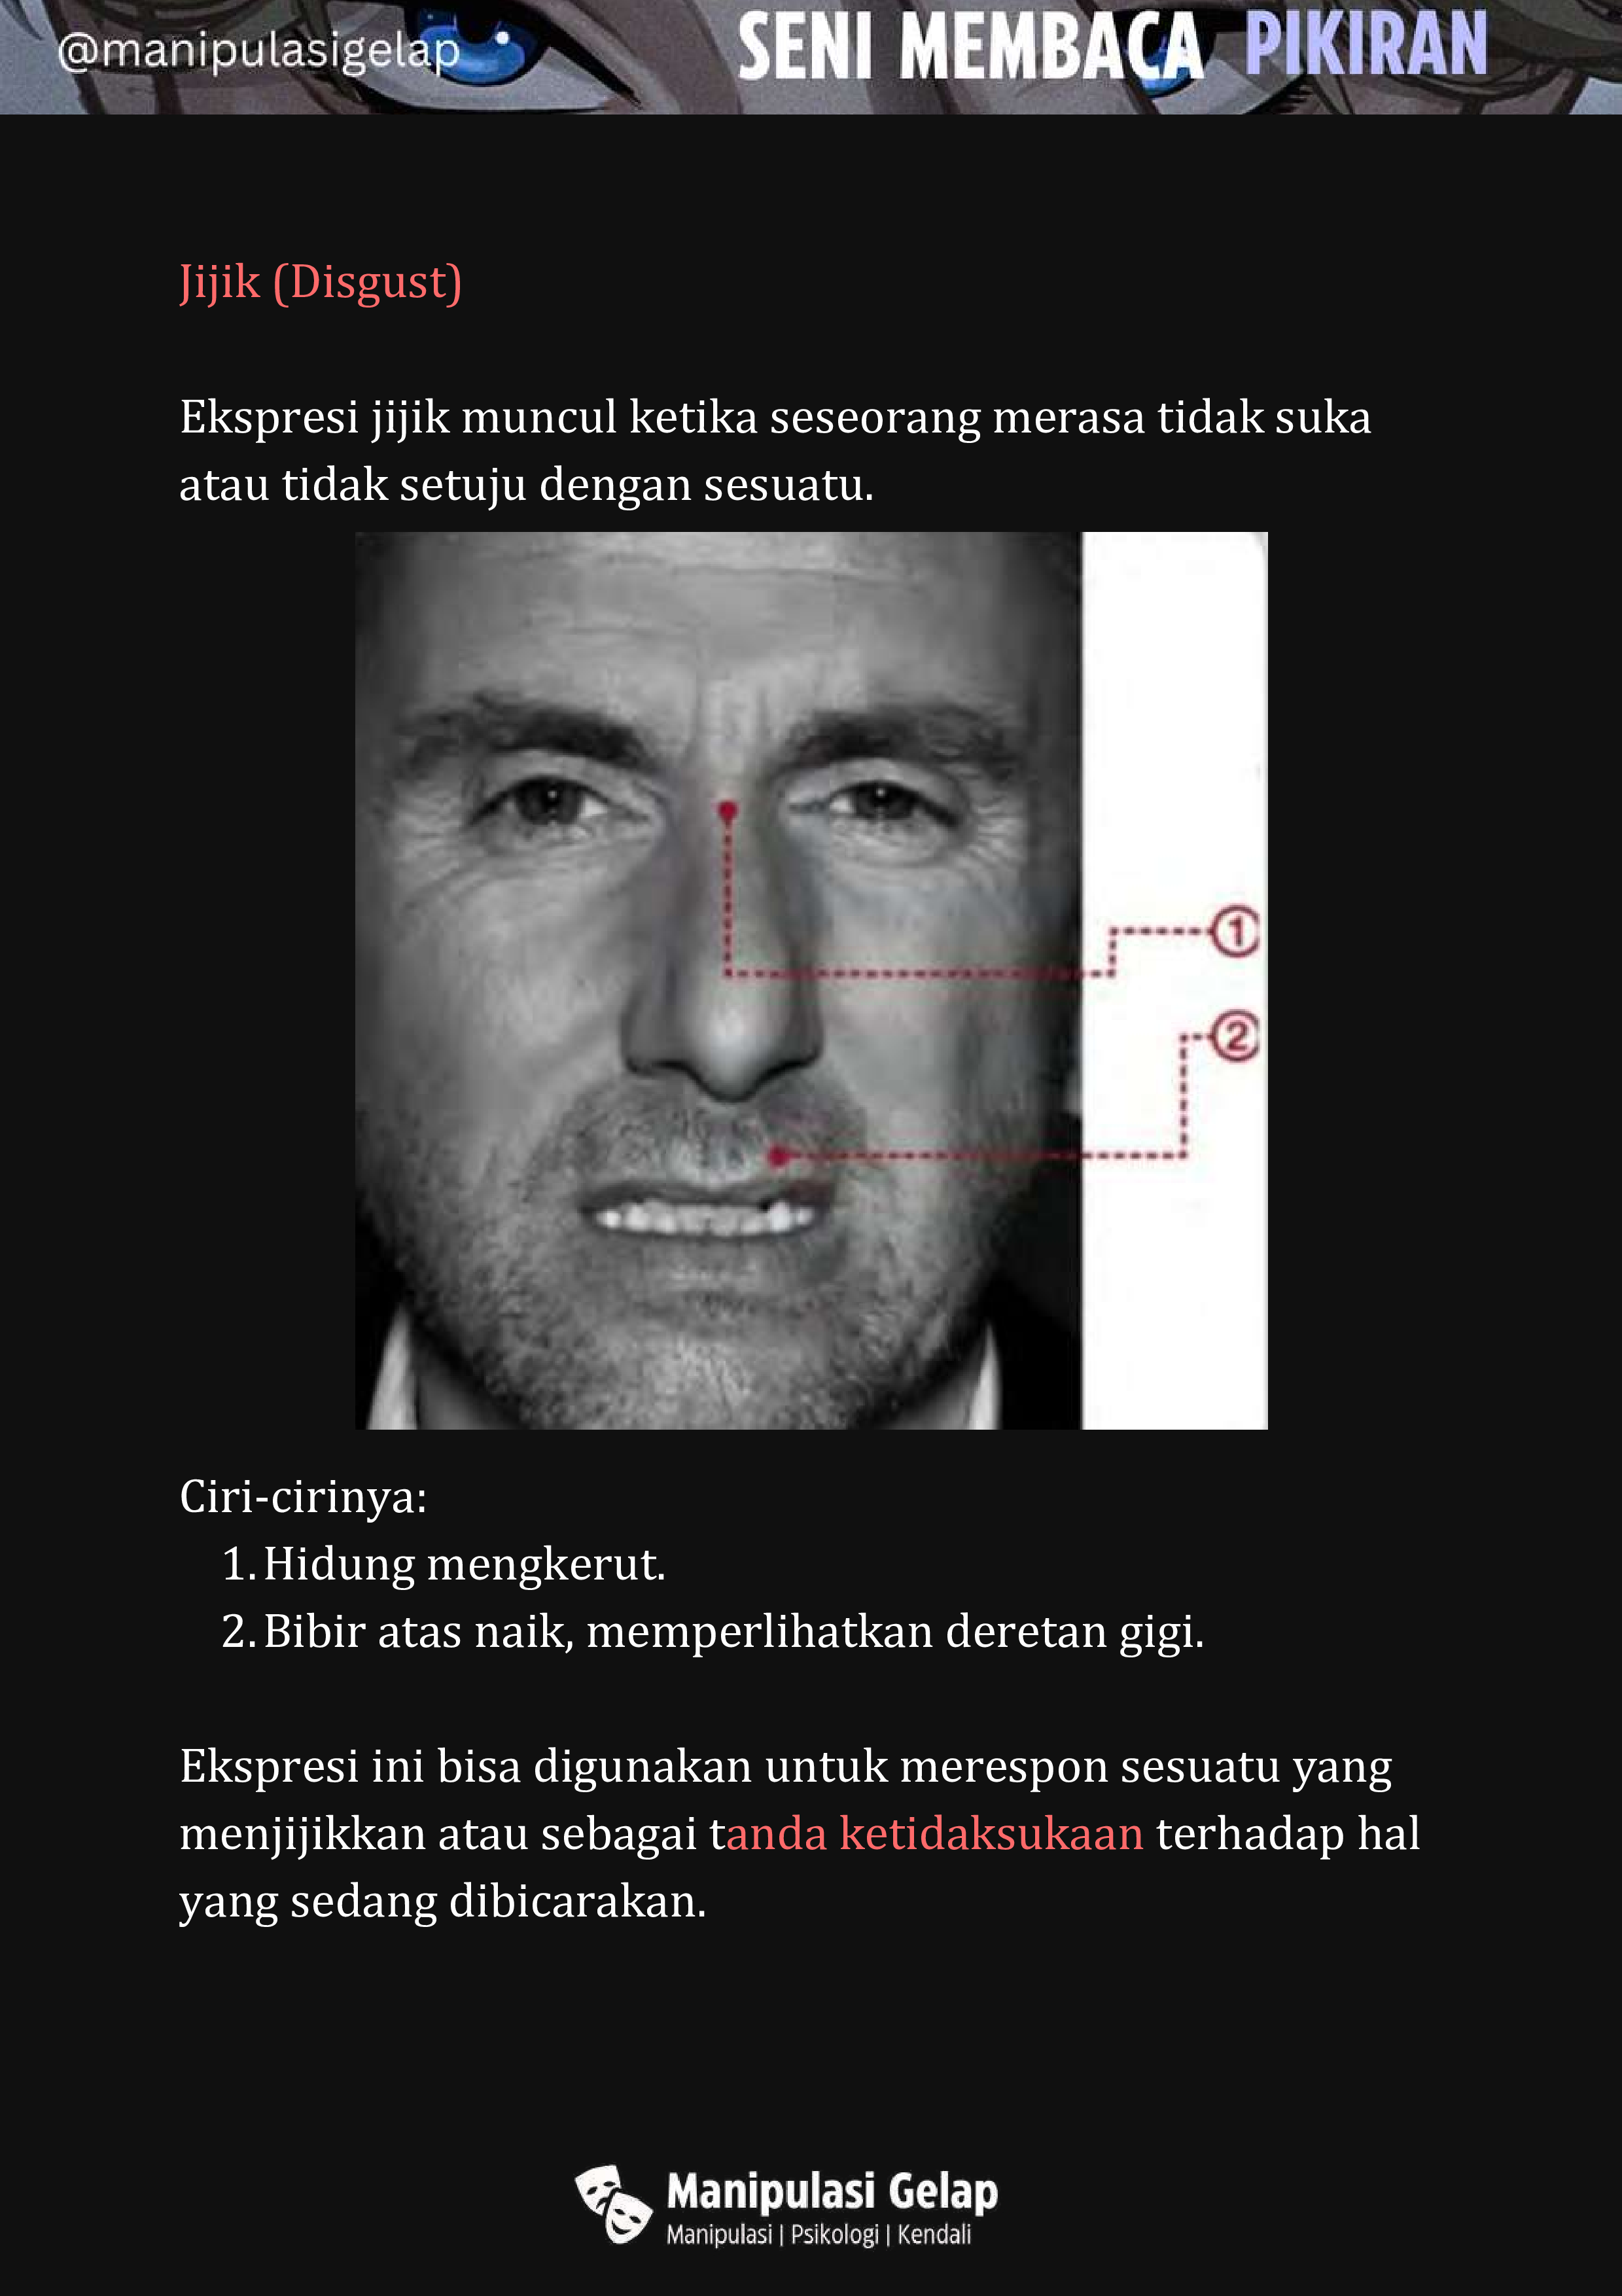 @manipulasigelap
SENI MEMBACA PIKIRAN
Jijik (Disgust)
Ekspresi jijik muncul ketika seseorang merasa tidak suka
atau tidak setuju dengan sesuatu.
1
2
Ciri-cirinya:
1. Hidung mengkerut.
2. Bibir atas naik, memperlihatkan deretan gigi.
Ekspresi ini bisa digunakan untuk merespon sesuatu yang
menjijikkan atau sebagai tanda ketidaksukaan terhadap hal
yang sedang dibicarakan.
Manipulasi Gelap
Manipulasi | Psikologi | Kendali